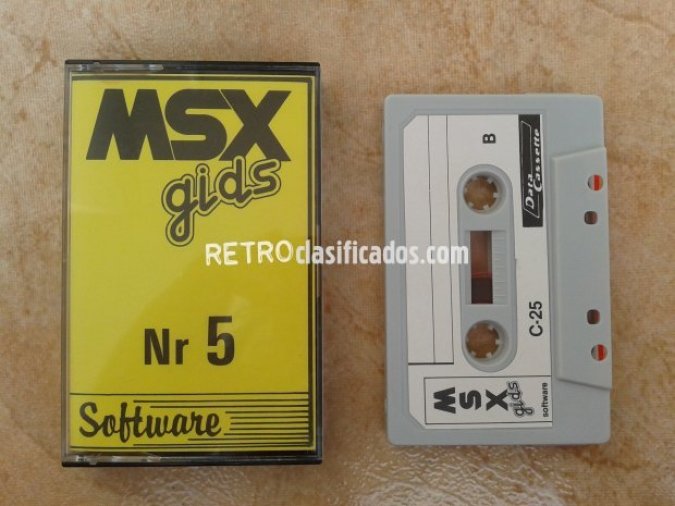 MSX
gids
Nr 5
Software
RETROclasificados.com
B
Data
Cassette
C-25
MSX
gids
software